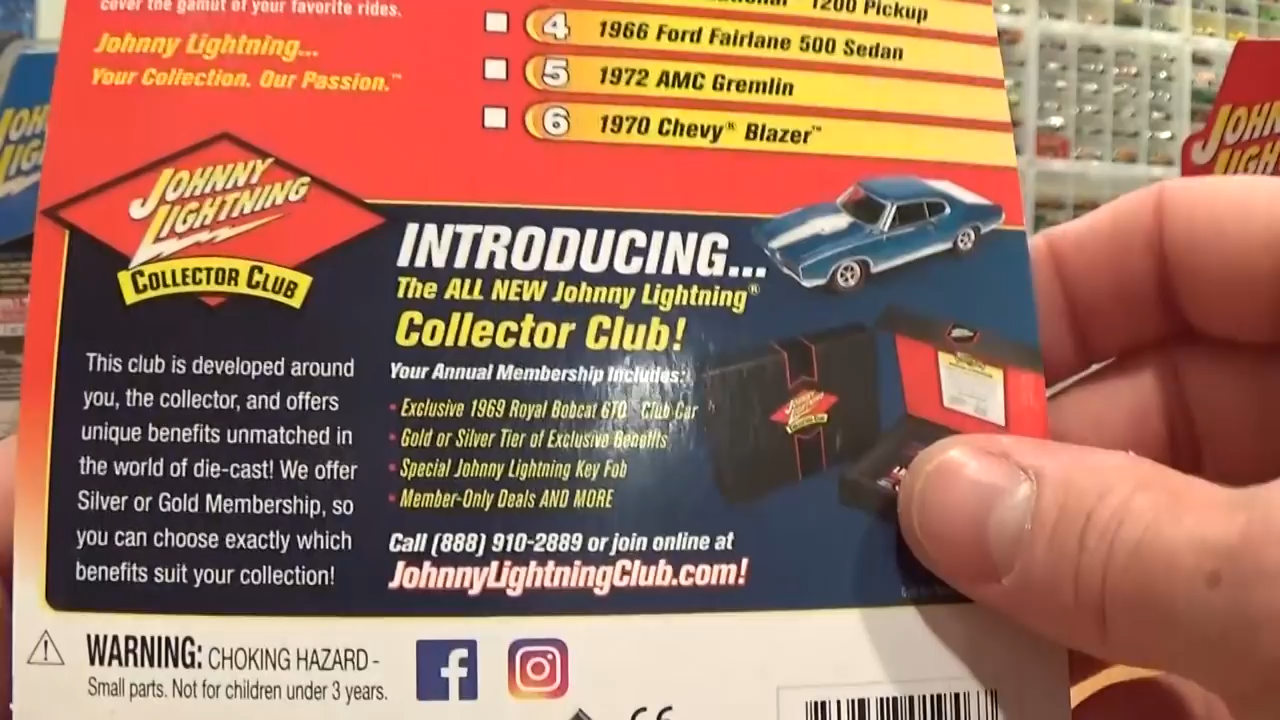 cover the gamut of your favorite rides.
Johnny Lightning...
Your Collection. Our Passion.™
1200 Pickup
4 1966 Ford Fairlane 500 Sedan
5 1972 AMC Gremlin
6 1970 Chevy® Blazer™
JOHNNY
LIGHTNING
COLLECTOR CLUB
INTRODUCING...
The ALL NEW Johnny Lightning®
Collector Club!
This club is developed around
you, the collector, and offers
unique benefits unmatched in
the world of die-cast! We offer
Silver or Gold Membership, so
you can choose exactly which
benefits suit your collection!
Your Annual Membership Includes:
• Exclusive 1969 Royal Bobcat GTO Club Car
• Gold or Silver Tier of Exclusive Benefits
• Special Johnny Lightning Key Fob
• Member-Only Deals AND MORE
Call (888) 910-2889 or join online at
JohnnyLightningClub.com!
WARNING: CHOKING HAZARD -
Small parts. Not for children under 3 years.